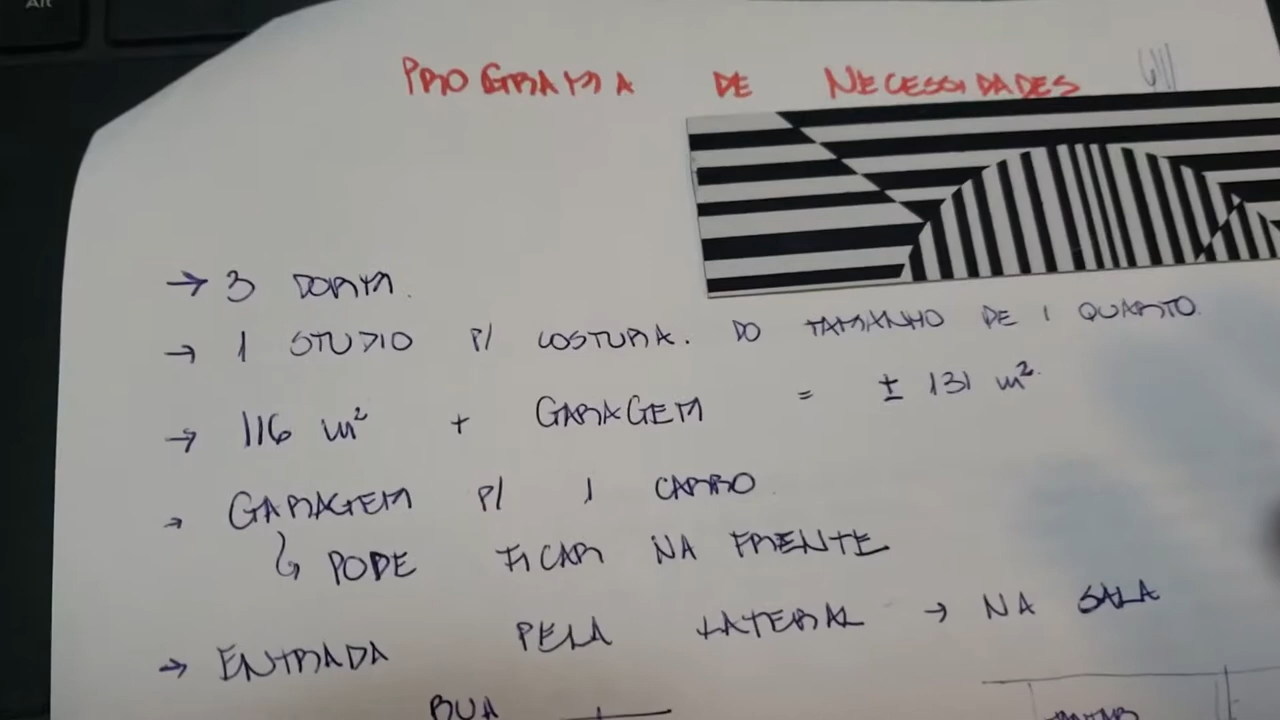 Alt
PROGRAMA DE NECESSIDADES
→ 3 DORM.
→ 1 STUDIO P/ COSTURA. DO TAMANHO DE 1 QUARTO.
→ 116 m² + GARAGEM = ± 131 m².
→ GARAGEM P/ 1 CARRO
↳ PODE FICAR NA FRENTE
→ ENTRADA PELA LATERAL → NA SALA
RUA